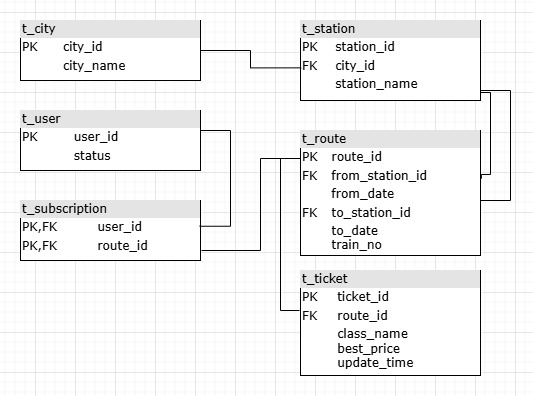 t_city
PK city_id
city_name
t_user
PK user_id
status
t_subscription
PK,FK user_id
PK,FK route_id
t_station
PK station_id
FK city_id
station_name
t_route
PK route_id
FK from_station_id
from_date
FK to_station_id
to_date
train_no
t_ticket
PK ticket_id
FK route_id
class_name
best_price
update_time